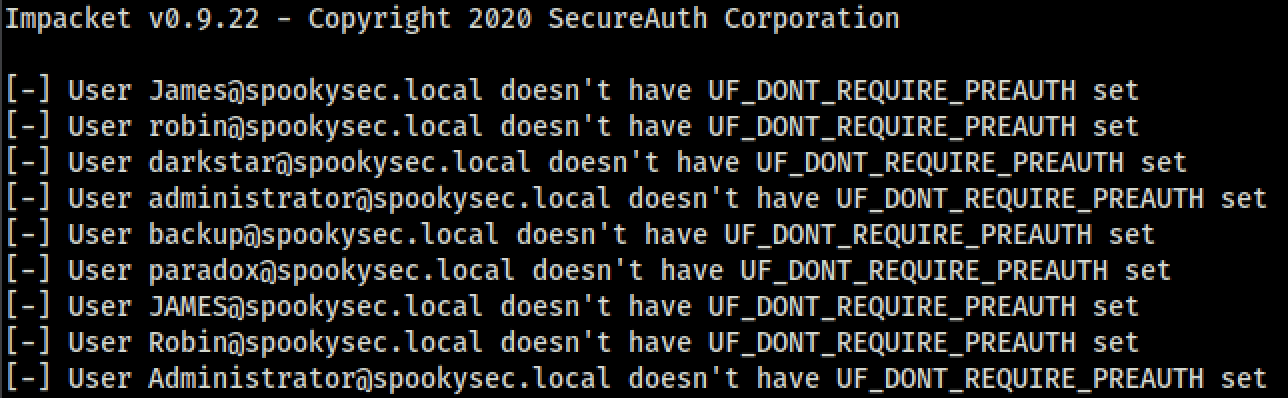 Impacket v0.9.22 - Copyright 2020 SecureAuth Corporation
[-] User James@spookysec.local doesn't have UF_DONT_REQUIRE_PREAUTH set
[-] User robin@spookysec.local doesn't have UF_DONT_REQUIRE_PREAUTH set
[-] User darkstar@spookysec.local doesn't have UF_DONT_REQUIRE_PREAUTH set
[-] User administrator@spookysec.local doesn't have UF_DONT_REQUIRE_PREAUTH set
[-] User backup@spookysec.local doesn't have UF_DONT_REQUIRE_PREAUTH set
[-] User paradox@spookysec.local doesn't have UF_DONT_REQUIRE_PREAUTH set
[-] User JAMES@spookysec.local doesn't have UF_DONT_REQUIRE_PREAUTH set
[-] User Robin@spookysec.local doesn't have UF_DONT_REQUIRE_PREAUTH set
[-] User Administrator@spookysec.local doesn't have UF_DONT_REQUIRE_PREAUTH set